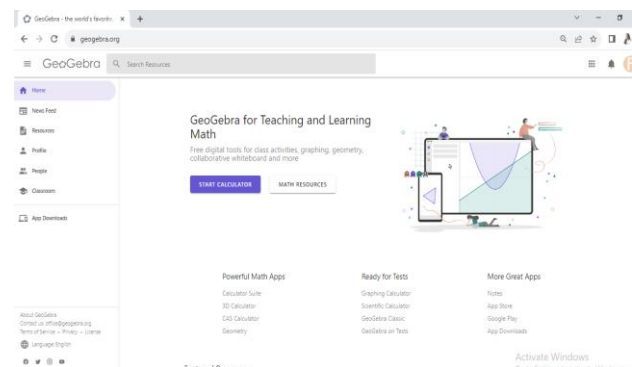 GeoGebra - the world's favorite,
geogebra.org
GeoGebra
Search Resources
Home
News Feed
Resources
Profile
People
Classroom
App Downloads
GeoGebra for Teaching and Learning
Math
Free digital tools for class activities, graphing, geometry,
collaborative whiteboard and more
START CALCULATOR
MATH RESOURCES
Powerful Math Apps
Calculator Suite
3D Calculator
CAS Calculator
Geometry
Ready for Tests
Graphing Calculator
Scientific Calculator
GeoGebra Classic
GeoGebra on Tests
More Great Apps
Notes
App Store
Google Play
App Downloads
About GeoGebra
Contact us: office@geogebra.org
Terms of Service – Privacy – License
Language: English
Activate Windows